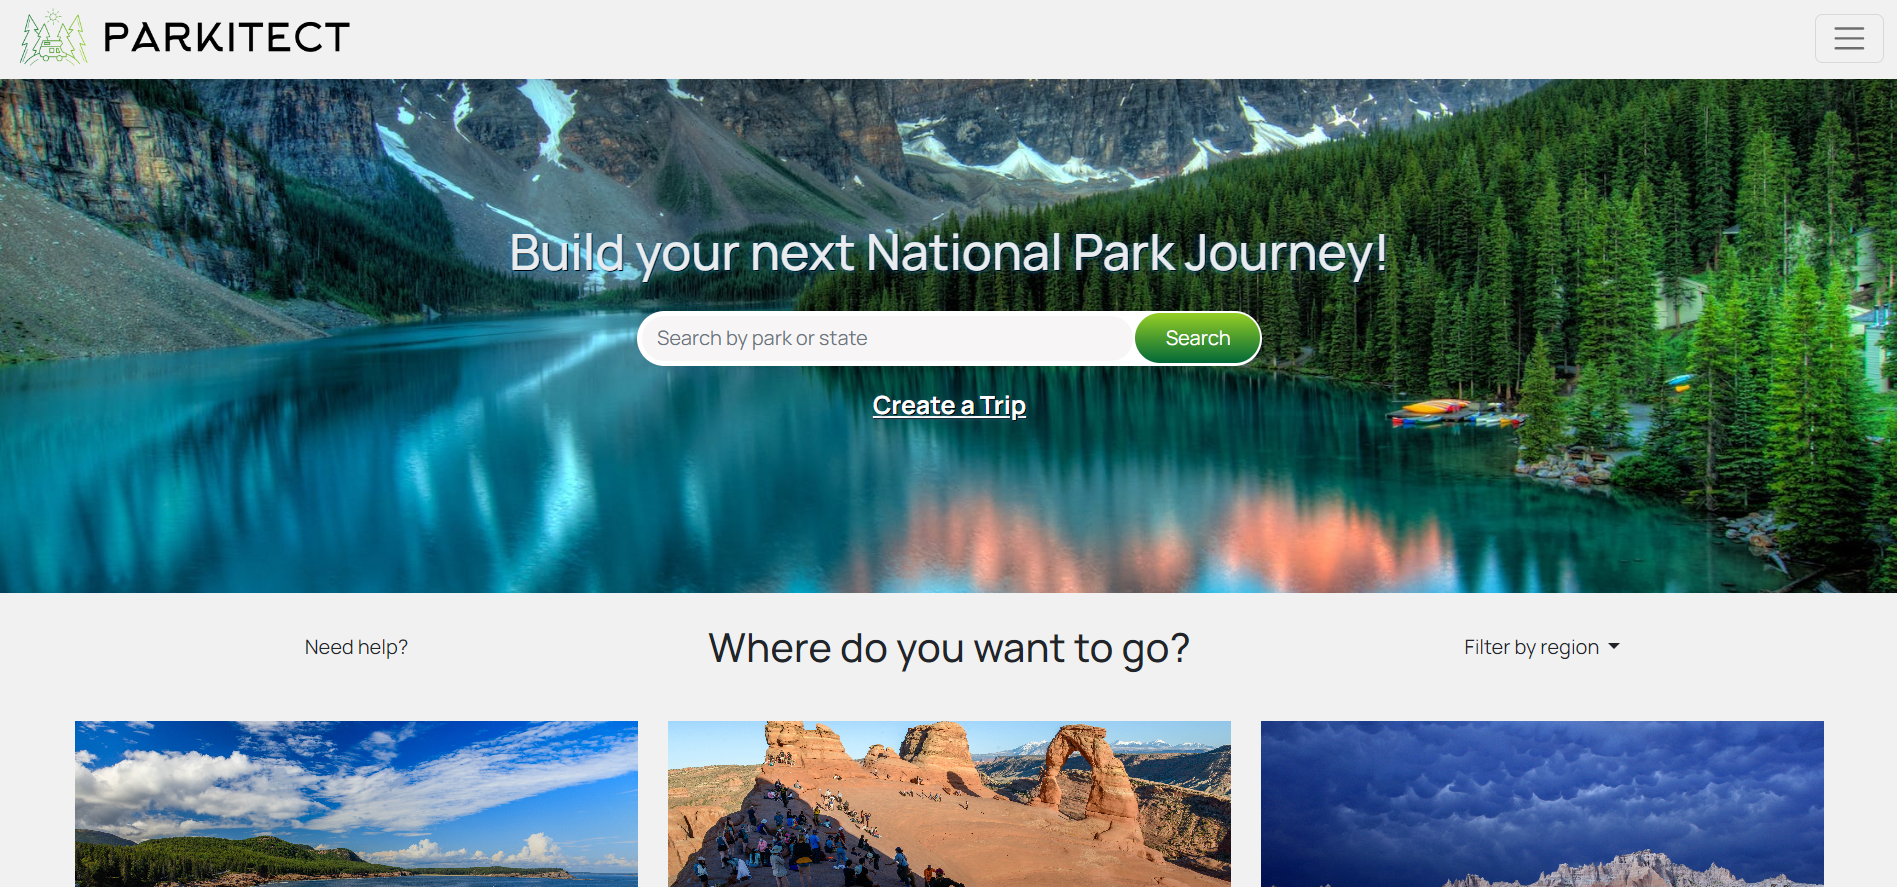 PARKITECT
Build your next National Park Journey!
Search by park or state
Search
Create a Trip
Need help?
Where do you want to go?
Filter by region